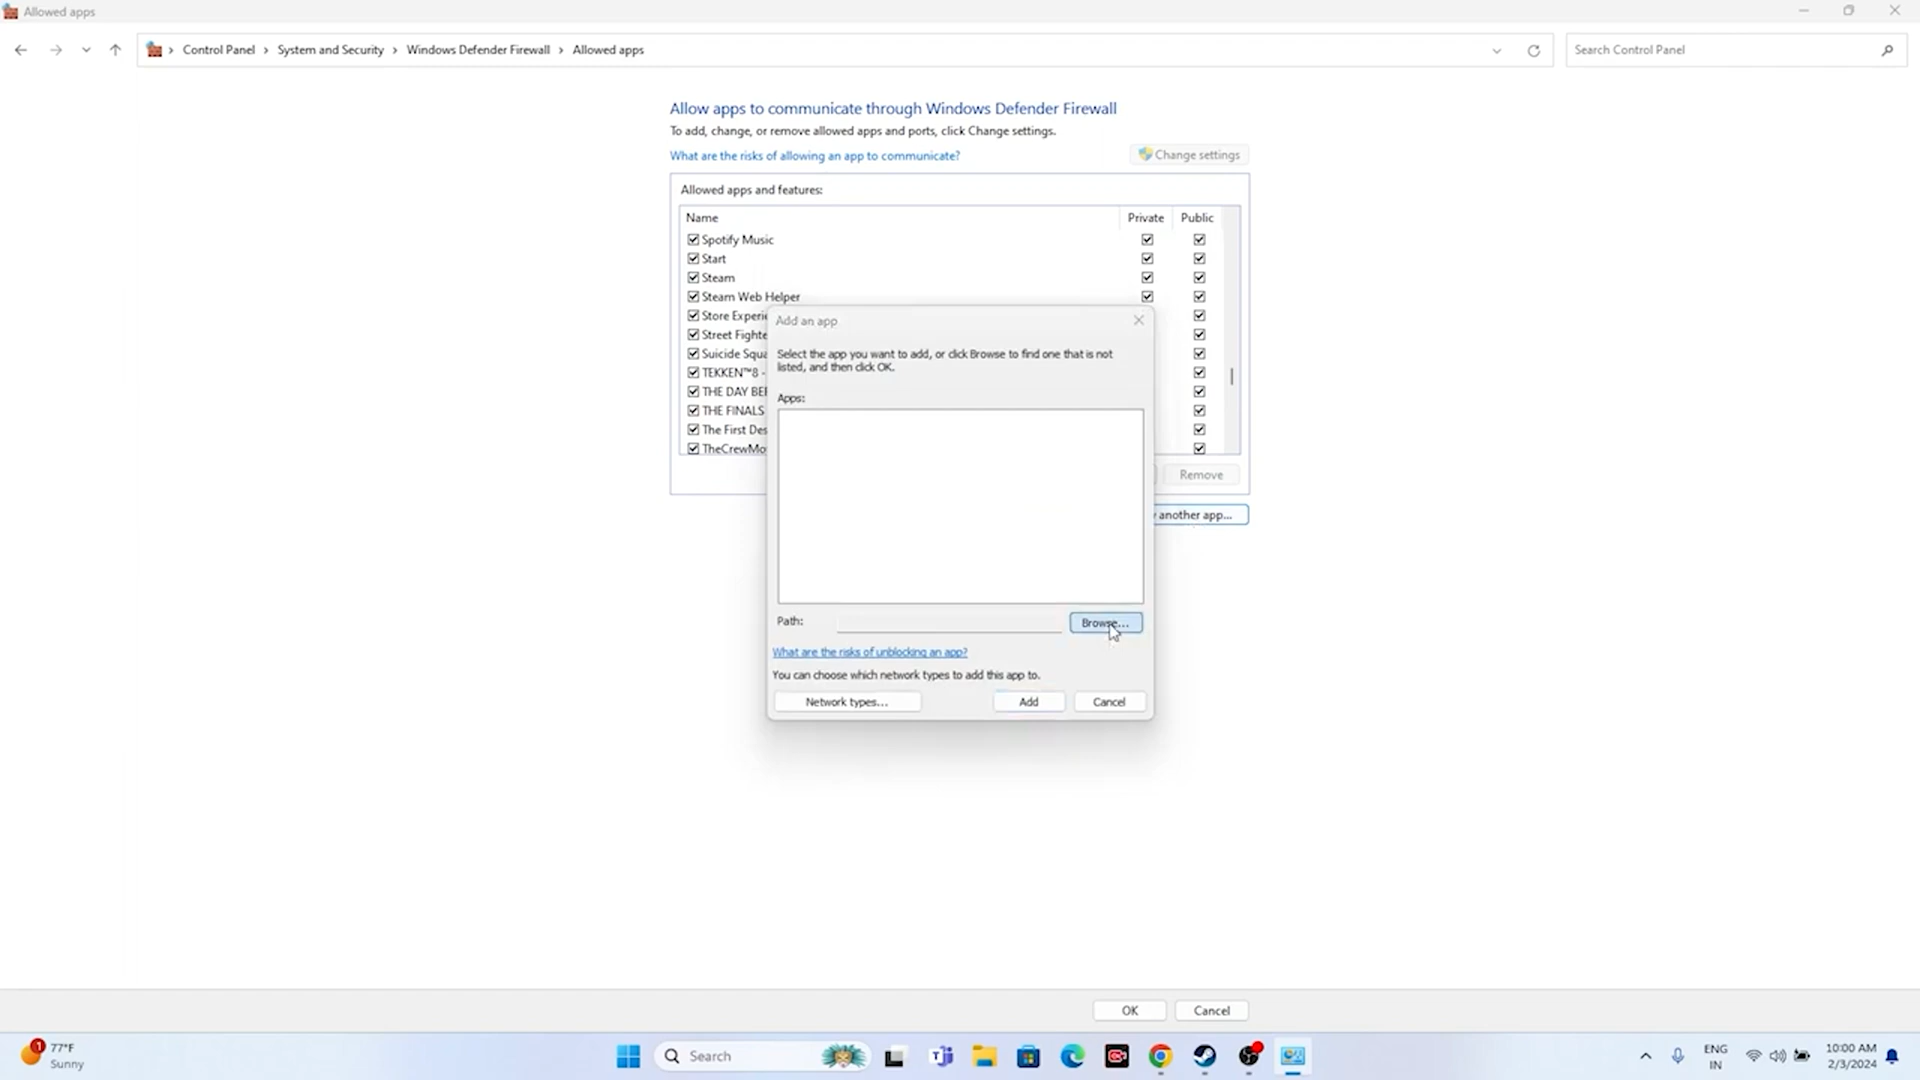 Allowed apps
Control Panel > System and Security > Windows Defender Firewall > Allowed apps
Search Control Panel
Allow apps to communicate through Windows Defender Firewall
To add, change, or remove allowed apps and ports, click Change settings.
What are the risks of allowing an app to communicate?
Change settings
Allowed apps and features:
Name Private Public
Spotify Music
Start
Steam
Steam Web Helper
Store Experie
Street Fighte
Suicide Squa
TEKKEN™8 -
THE DAY BEF
THE FINALS
The First Des
TheCrewMo
Remove
another app...
Add an app
Select the app you want to add, or click Browse to find one that is not
listed, and then click OK.
Apps:
Path:
Browse...
What are the risks of unblocking an app?
You can choose which network types to add this app to.
Network types... Add Cancel
OK Cancel
1
77°F
Sunny
Search
ENG
IN
10:00 AM
2/3/2024